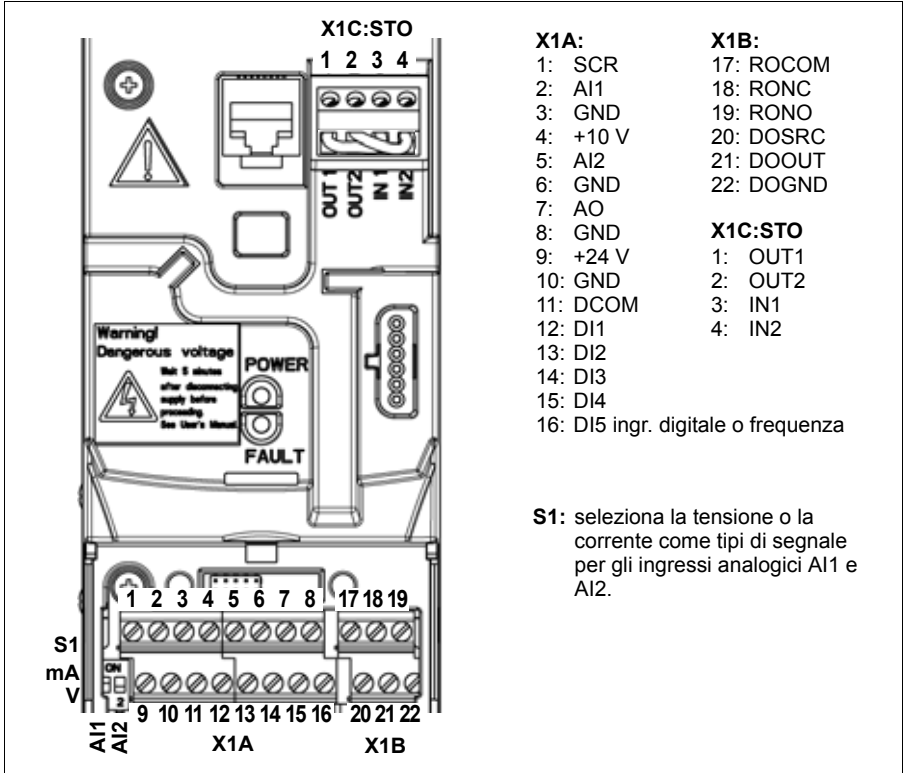 X1C:STO
1 2 3 4
OUT 1
OUT2
IN 1
IN2
Warning!
Dangerous voltage
Wait 5 minutes
after disconnecting
supply before
proceeding.
See User's Manual.
POWER
FAULT
1 2 3 4 5 6 7 8 17 18 19
S1
mA
V
ON
2
AI1
AI2
9 10 11 12 13 14 15 16 20 21 22
X1A X1B
X1A:
1: SCR
2: AI1
3: GND
4: +10 V
5: AI2
6: GND
7: AO
8: GND
9: +24 V
10: GND
11: DCOM
12: DI1
13: DI2
14: DI3
15: DI4
16: DI5 ingr. digitale o frequenza
X1B:
17: ROCOM
18: RONC
19: RONO
20: DOSRC
21: DOOUT
22: DOGND
X1C:STO
1: OUT1
2: OUT2
3: IN1
4: IN2
S1: seleziona la tensione o la
corrente come tipi di segnale
per gli ingressi analogici AI1 e
AI2.